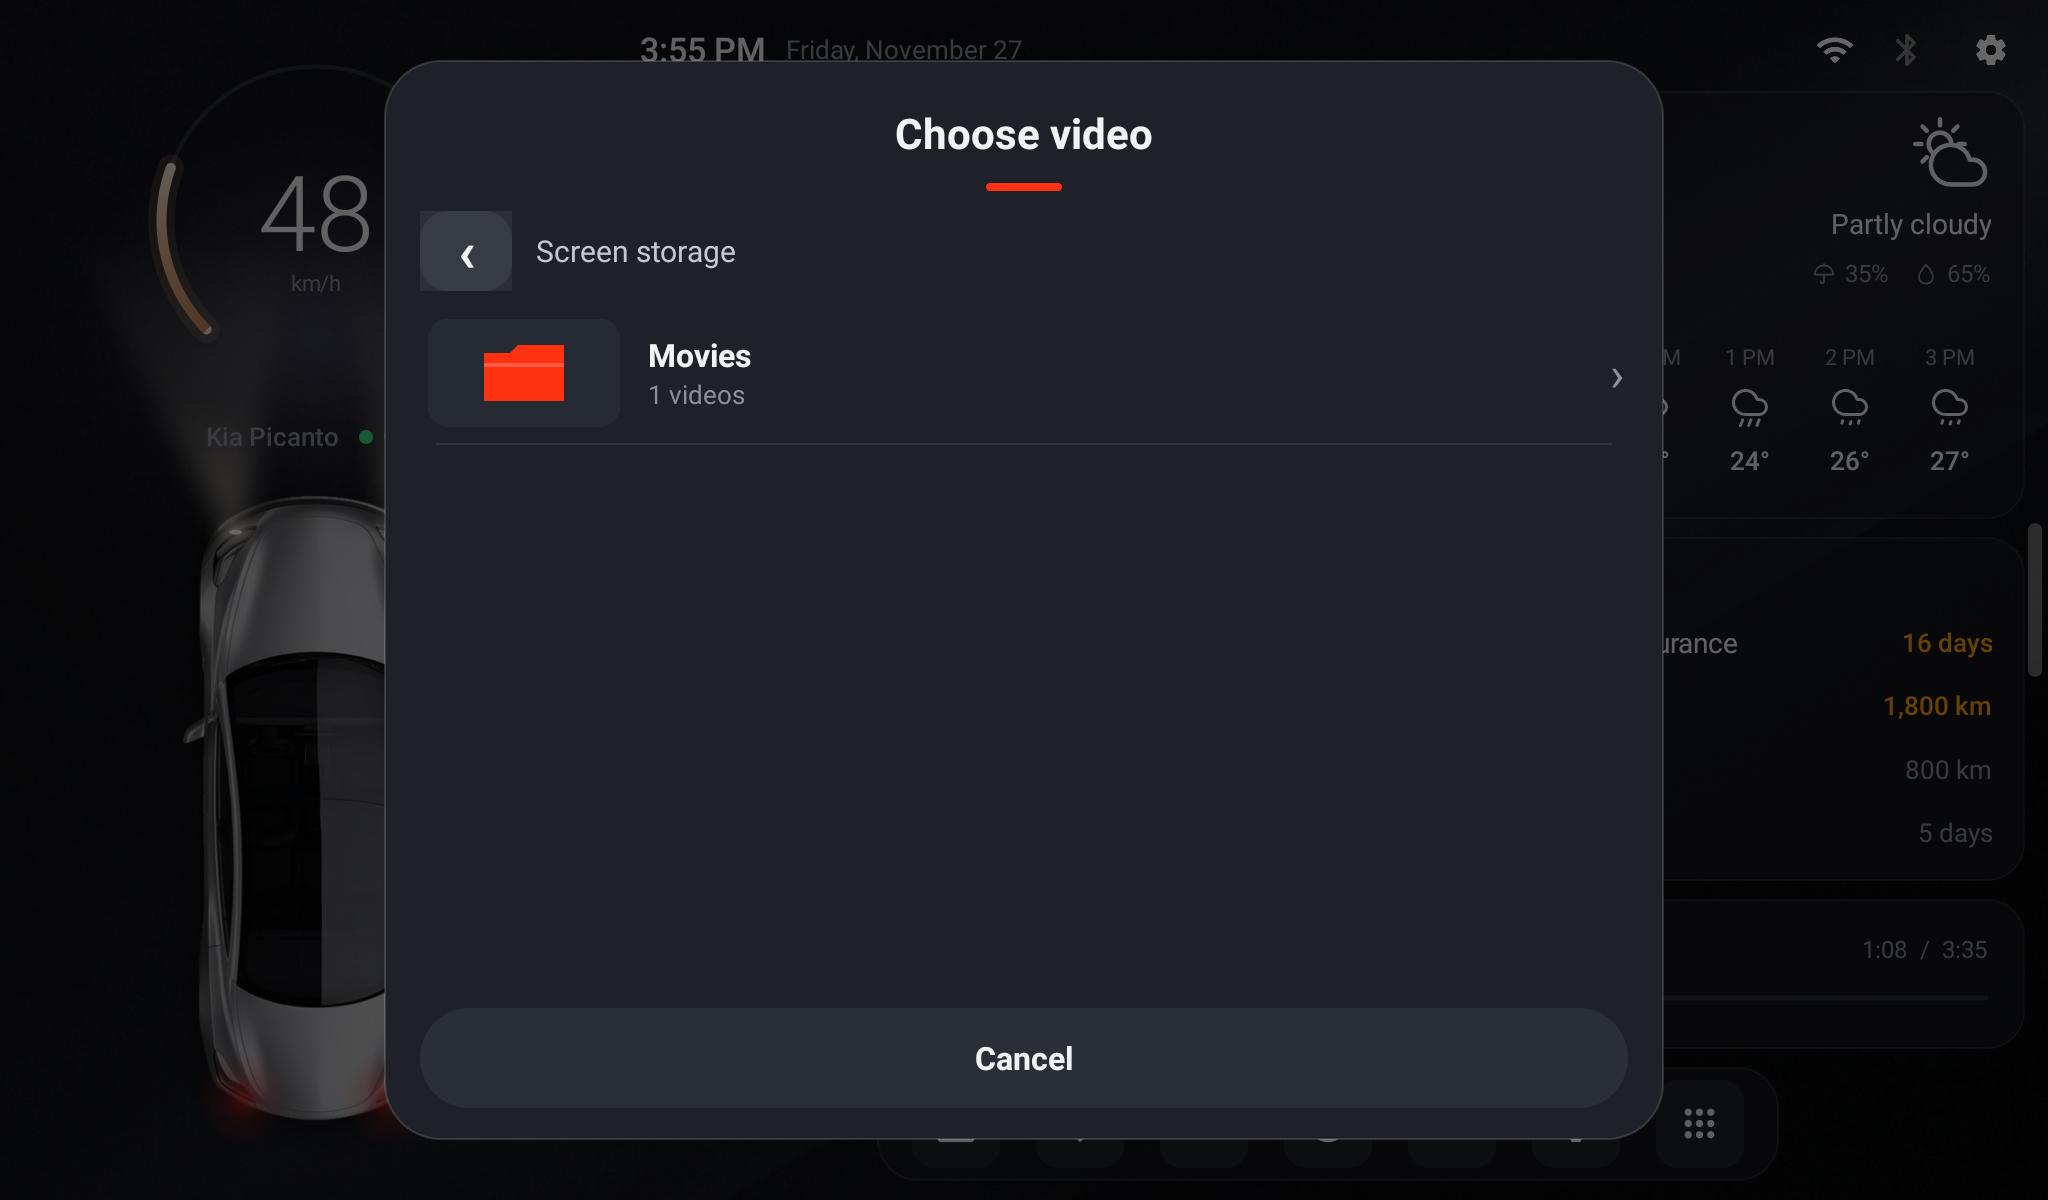 3:55 PM Friday, November 27
Choose video
48
km/h
Screen storage
Partly cloudy
35% 65%
Movies
1 videos
1 PM 2 PM 3 PM
Kia Picanto
24° 26° 27°
16 days
1,800 km
800 km
5 days
1:08 / 3:35
Cancel